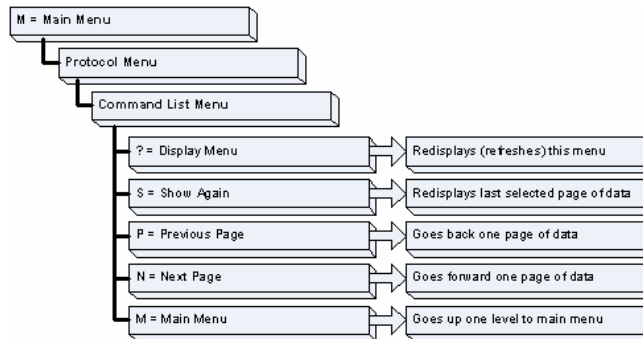 M = Main Menu
Protocol Menu
Command List Menu
? = Display Menu
Redisplays (refreshes) this menu
S = Show Again
Redisplays last selected page of data
P = Previous Page
Goes back one page of data
N = Next Page
Goes forward one page of data
M = Main Menu
Goes up one level to main menu